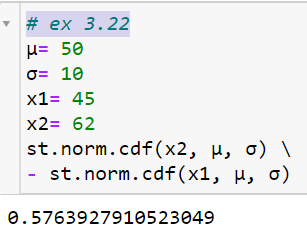 # ex 3.22
μ= 50
σ= 10
x1= 45
x2= 62
st.norm.cdf(x2, μ, σ) \
- st.norm.cdf(x1, μ, σ)
0.5763927910523049